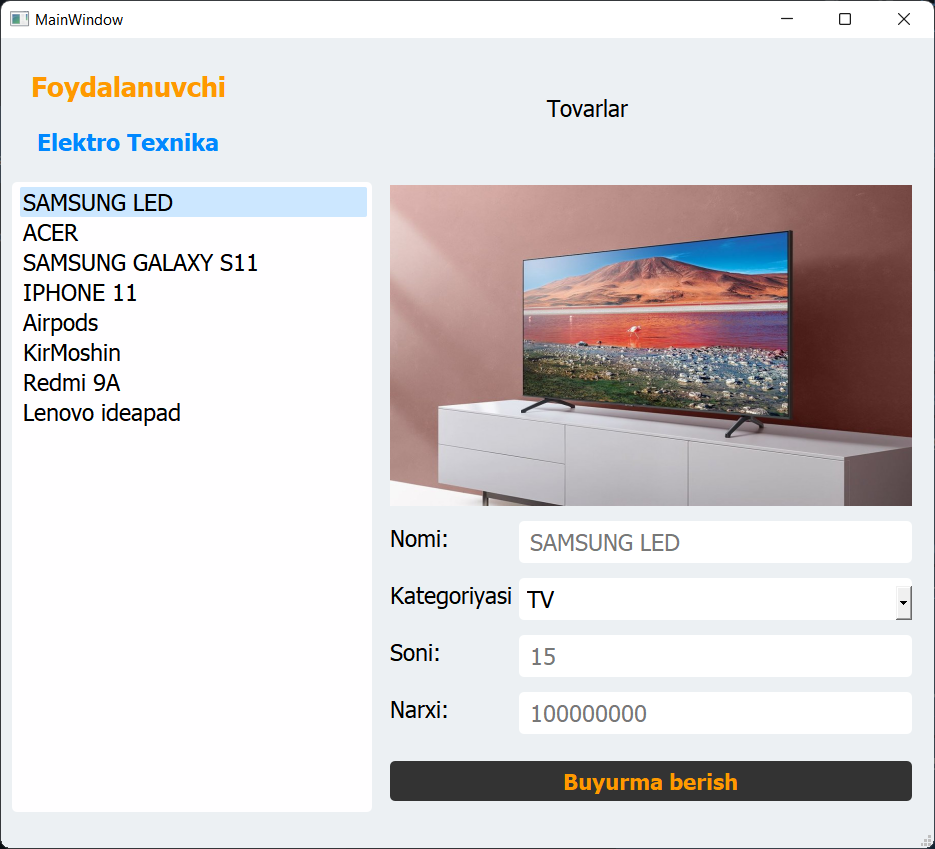 MainWindow
Foydalanuvchi
Tovarlar
Elektro Texnika
SAMSUNG LED
ACER
SAMSUNG GALAXY S11
IPHONE 11
Airpods
KirMoshin
Redmi 9A
Lenovo ideapad
Nomi:
SAMSUNG LED
Kategoriyasi
TV
Soni:
15
Narxi:
100000000
Buyurma berish